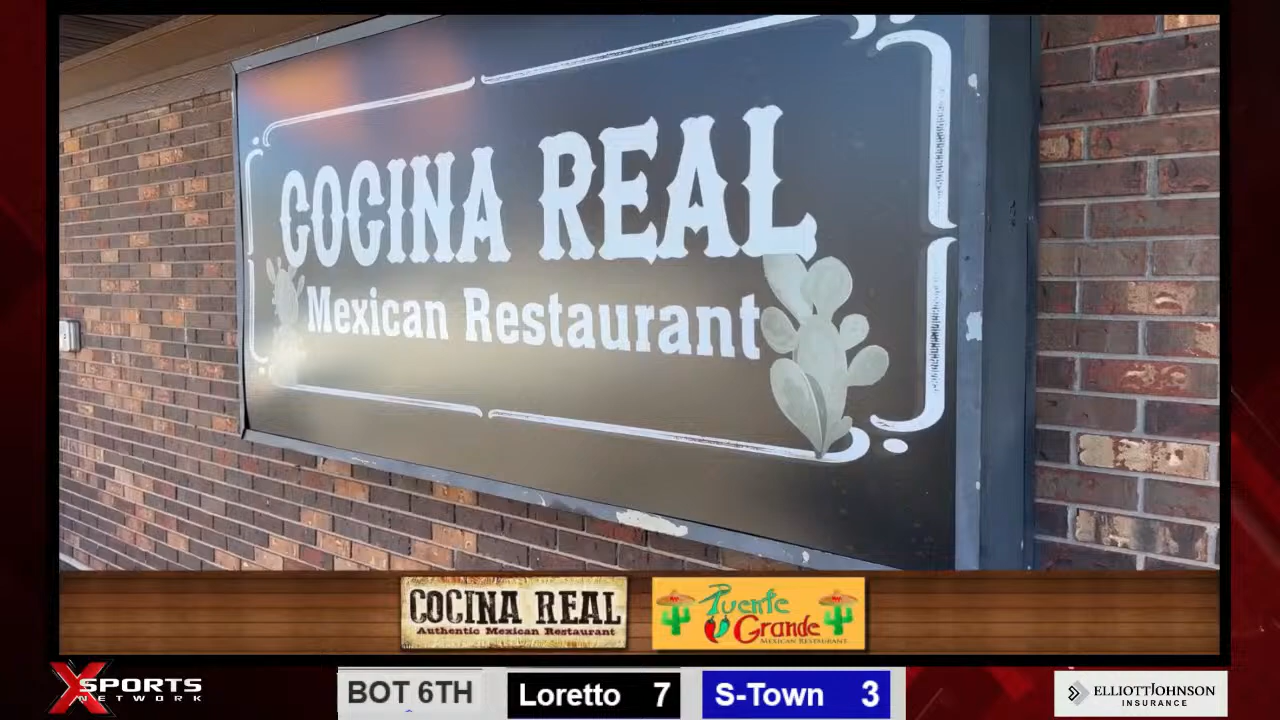 COCINA REAL
Mexican Restaurant
COCINA REAL
Authentic Mexican Restaurant
Puente
Grande
MEXICAN RESTAURANT
XSPORTS
NETWORK
BOT 6TH
Loretto 7
S-Town 3
ELLIOTT JOHNSON
INSURANCE